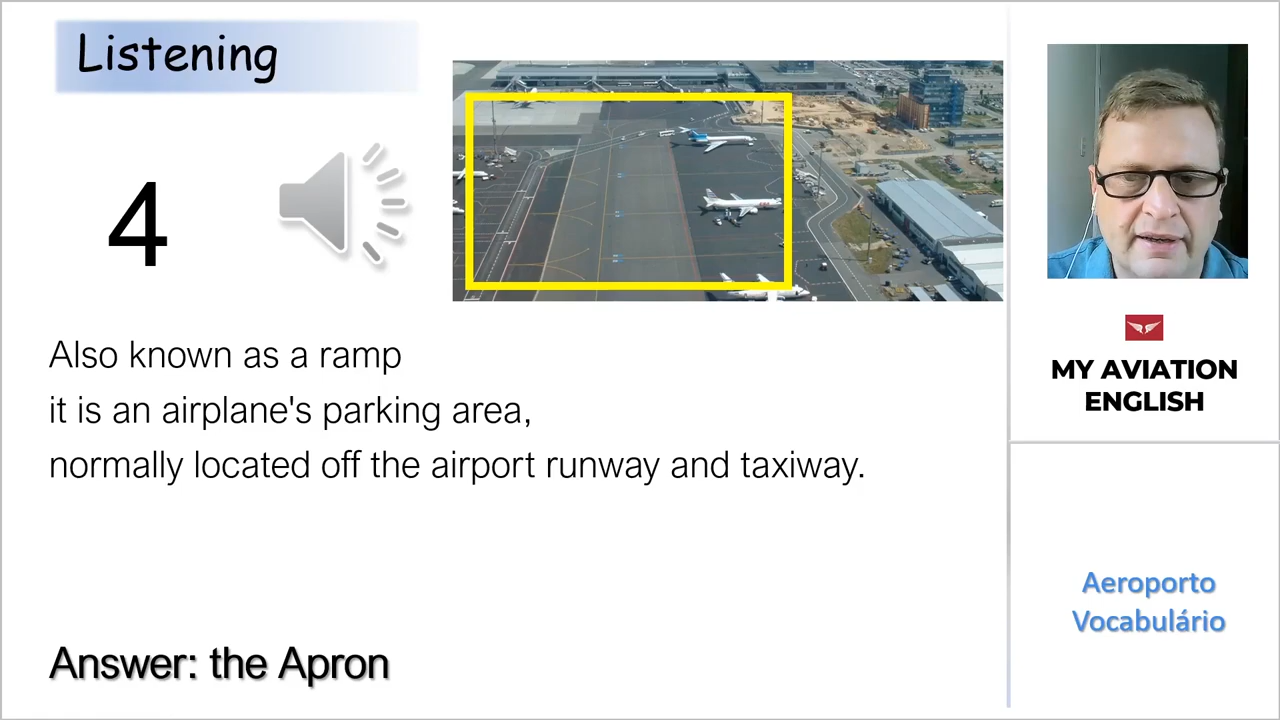 Listening
4
Also known as a ramp
it is an airplane's parking area,
normally located off the airport runway and taxiway.
Answer: the Apron
MY AVIATION
ENGLISH
Aeroporto
Vocabulário